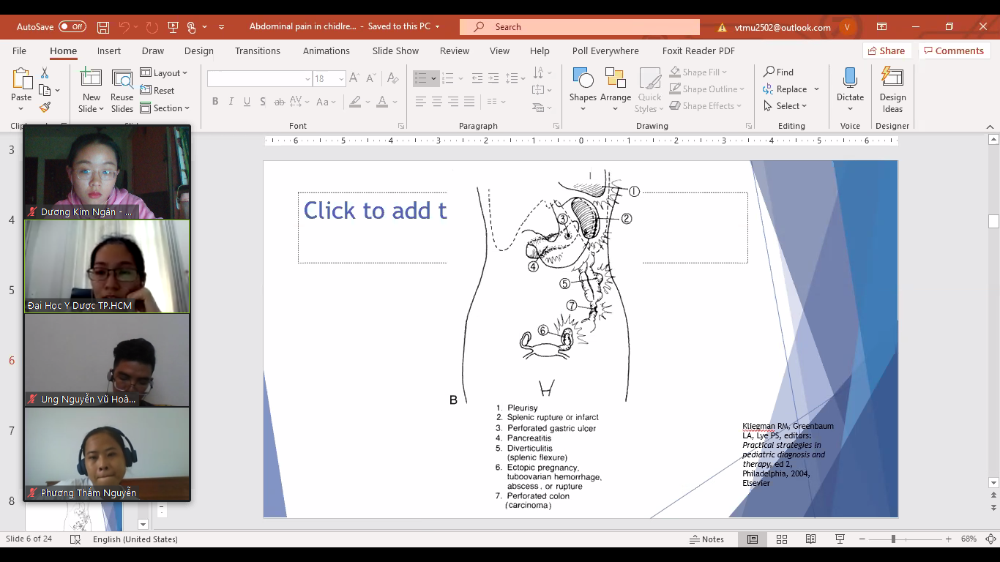 AutoSave Off Abdominal pain in chidlre... - Saved to this PC Search vtmu2502@outlook.com V
File Home Insert Draw Design Transitions Animations Slide Show Review View Help Poll Everywhere Foxit Reader PDF Share Comments
Paste
New Slide
Reuse Slides
Layout
Reset
Section
18
B I U S ab AV Aa
Shapes
Arrange
Quick Styles
Shape Fill
Shape Outline
Shape Effects
Find
Replace
Select
Dictate
Design Ideas
Font Paragraph Drawing Editing Voice Designer
6 5 4 3 2 1 0 1 2 3 4 5 6
3
4
5
6
7
8
Dương Kim Ngân - ...
Đại Học Y Dược TP.HCM
Ung Nguyễn Vũ Hoà...
Phương Thắm Nguyễn
Click to add t
1
2
3
4
5
7
6
B
1. Pleurisy
2. Splenic rupture or infarct
3. Perforated gastric ulcer
4. Pancreatitis
5. Diverticulitis
(splenic flexure)
6. Ectopic pregnancy,
tuboovarian hemorrhage,
abscess, or rupture
7. Perforated colon
(carcinoma)
Kliegman RM, Greenbaum
LA, Lye PS, editors:
Practical strategies in
pediatric diagnosis and
therapy, ed 2,
Philadelphia, 2004,
Elsevier
Slide 6 of 24 English (United States) Notes 68%